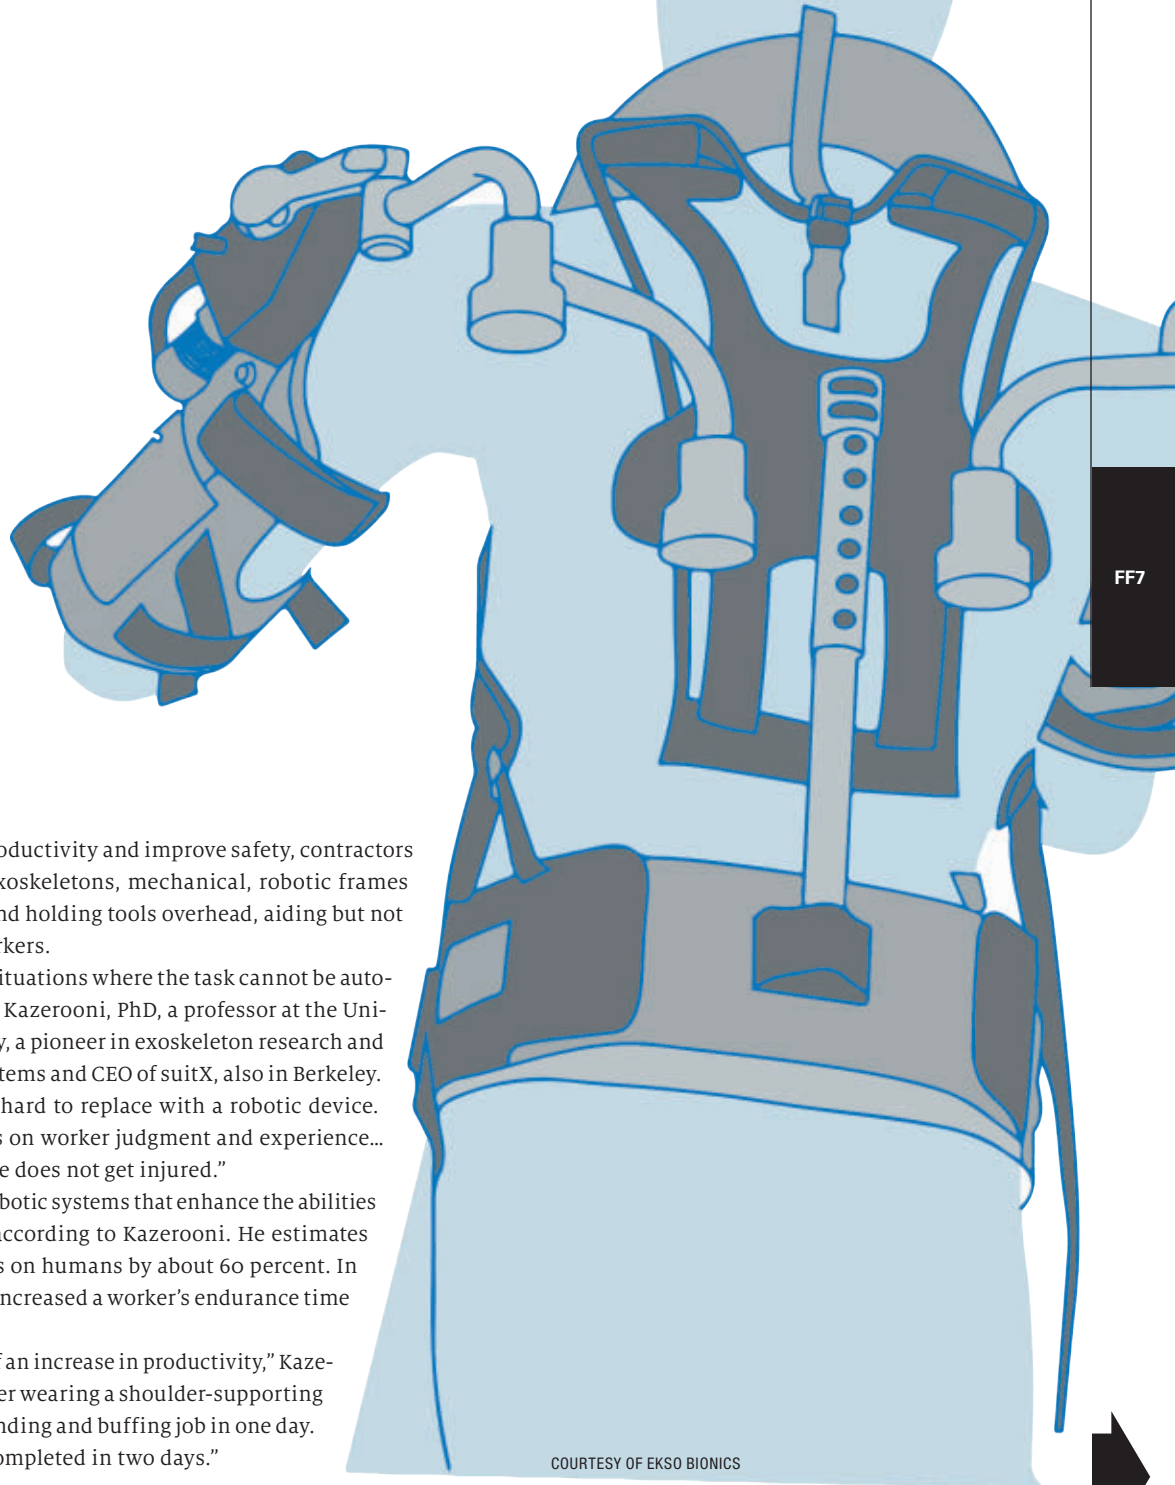 oductivity and improve safety, contractors
xoskeletons, mechanical, robotic frames
nd holding tools overhead, aiding but not
rkers.
ituations where the task cannot be auto-
Kazerooni, PhD, a professor at the Uni-
y, a pioneer in exoskeleton research and
tems and CEO of suitX, also in Berkeley.
hard to replace with a robotic device.
s on worker judgment and experience…
e does not get injured.”
botic systems that enhance the abilities
according to Kazerooni. He estimates
s on humans by about 60 percent. In
increased a worker’s endurance time
f an increase in productivity,” Kaze-
er wearing a shoulder-supporting
nding and buffing job in one day.
ompleted in two days.”
COURTESY OF EKSO BIONICS
FF7